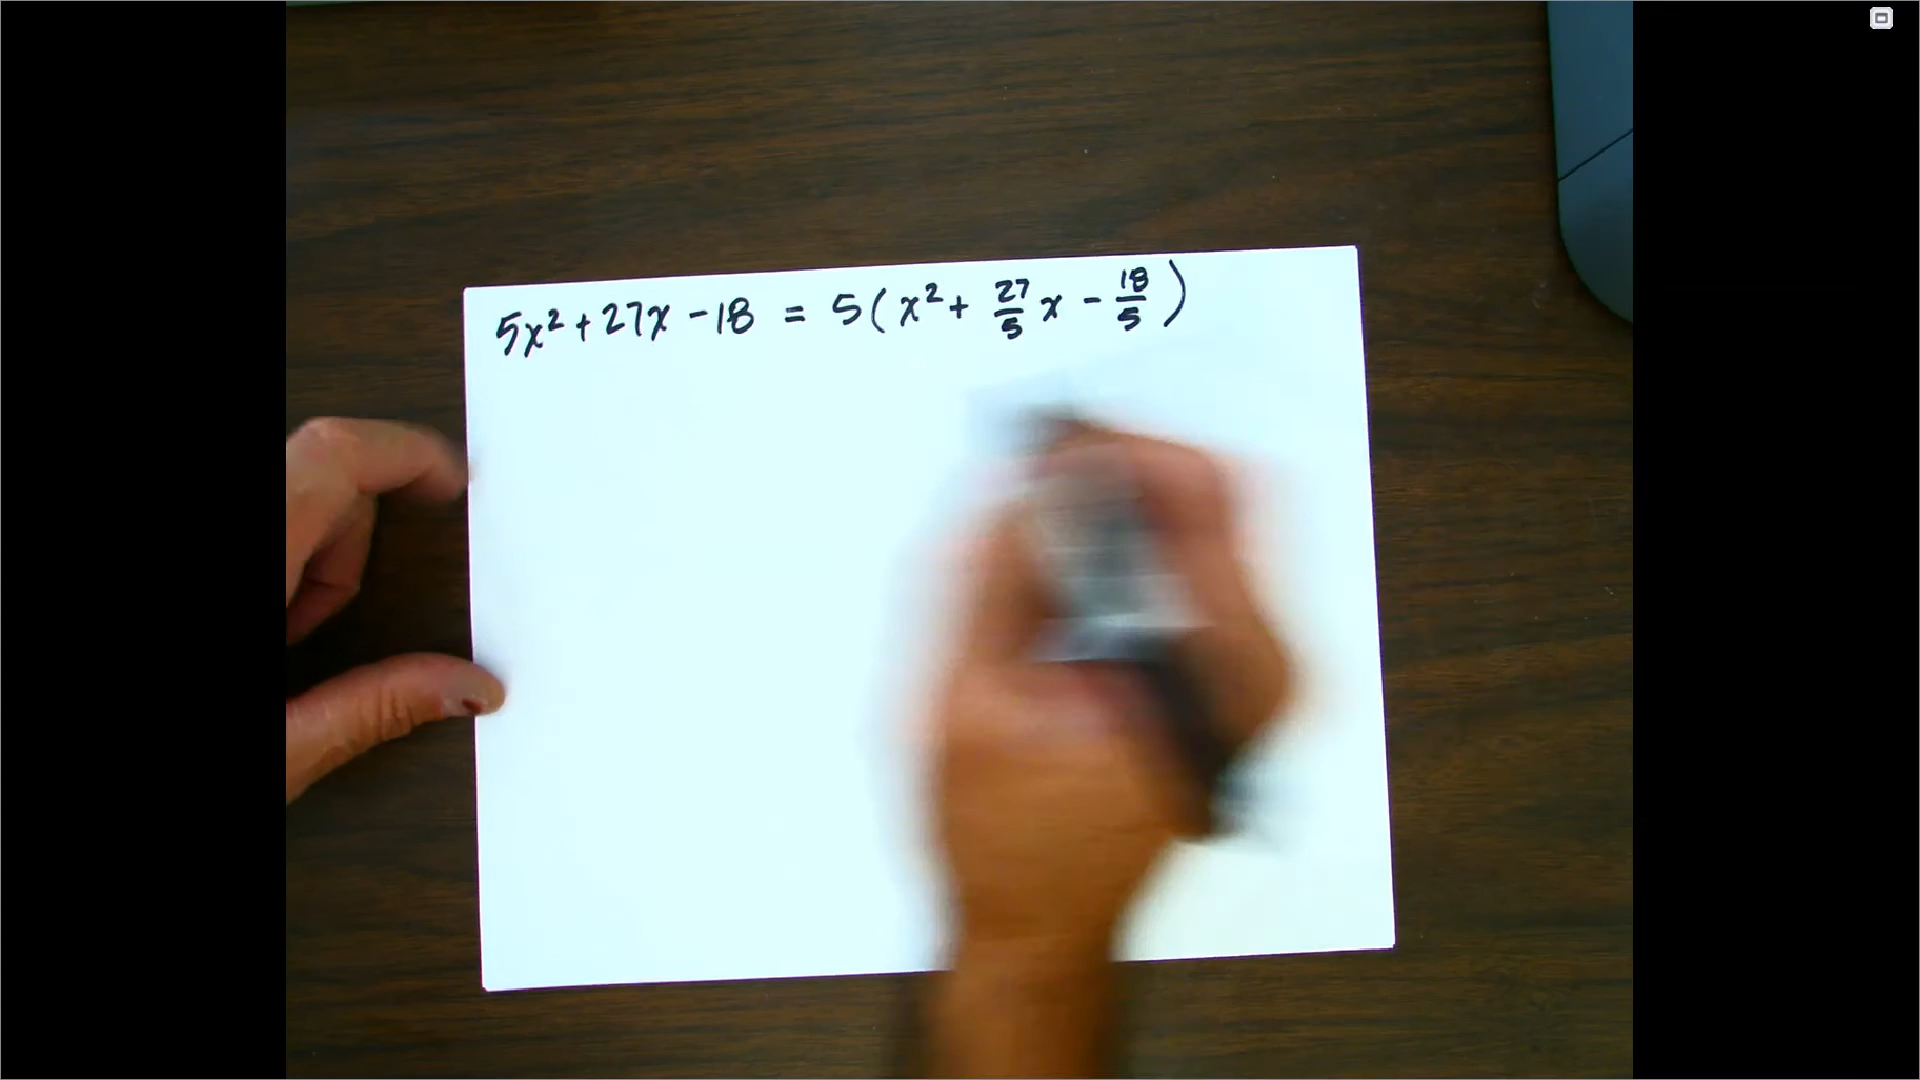 5x² + 27x - 18 = 5(x² + 27/5 x - 18/5)